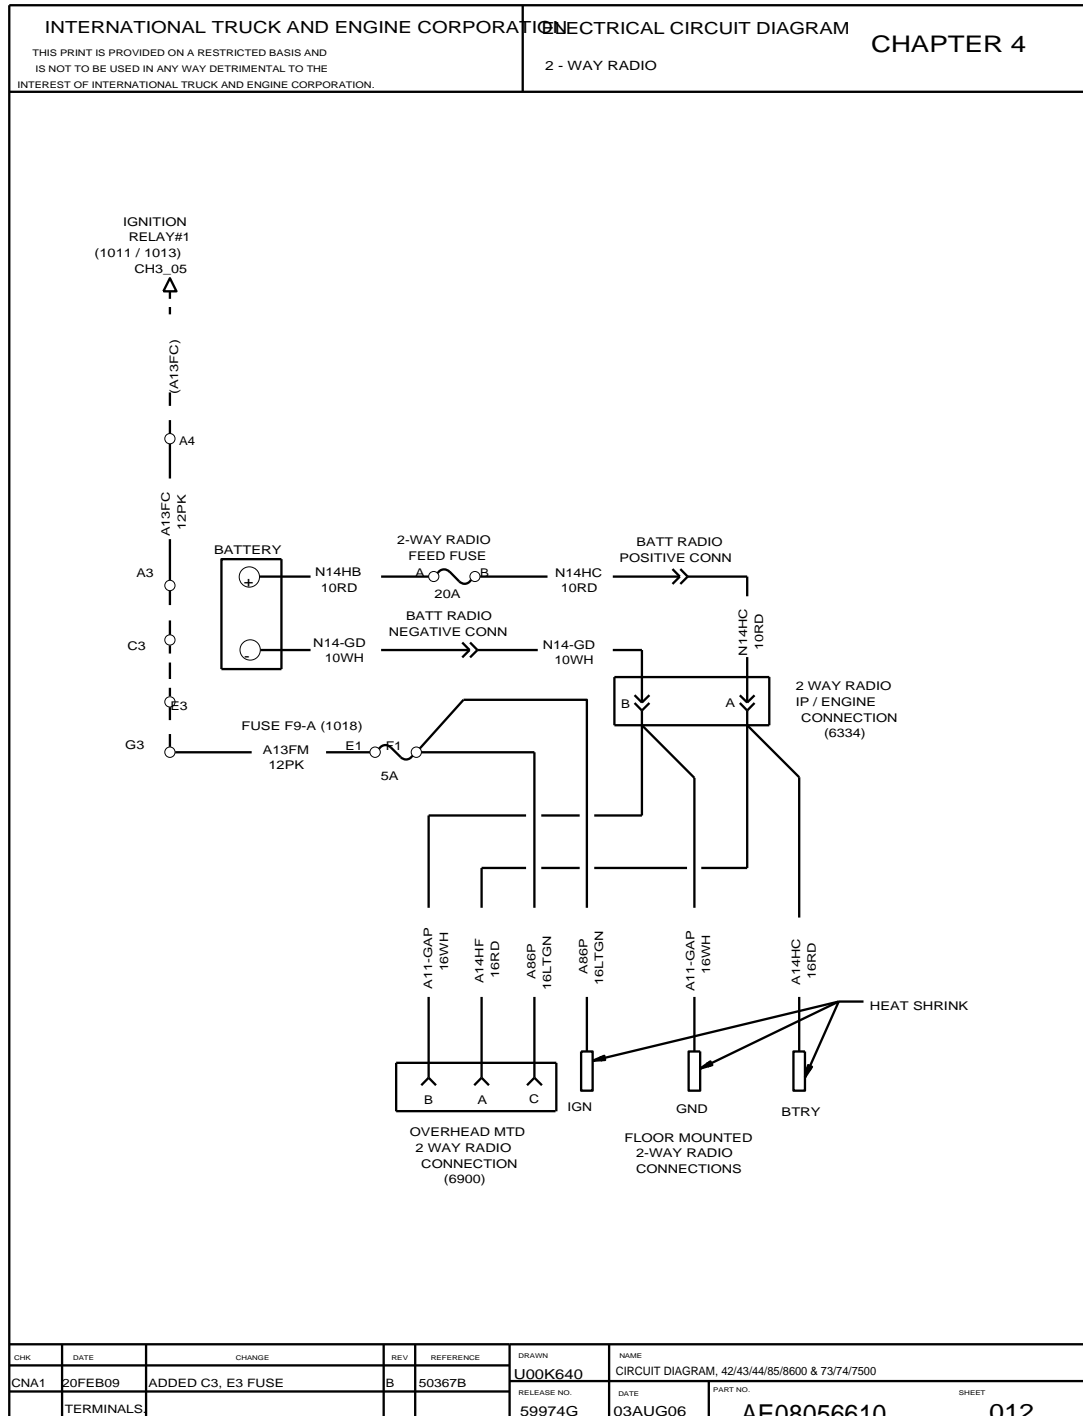 INTERNATIONAL TRUCK AND ENGINE CORPORATION
THIS PRINT IS PROVIDED ON A RESTRICTED BASIS AND
IS NOT TO BE USED IN ANY WAY DETRIMENTAL TO THE
INTEREST OF INTERNATIONAL TRUCK AND ENGINE CORPORATION.
ELECTRICAL CIRCUIT DIAGRAM
2 - WAY RADIO
CHAPTER 4
IGNITION
RELAY#1
(1011 / 1013)
CH3_05
(A13FC)
A4
A13FC
12PK
A3
C3
E3
G3
BATTERY
+
-
N14HB
10RD
2-WAY RADIO
FEED FUSE
A
B
20A
N14HC
10RD
BATT RADIO
POSITIVE CONN
N14HC
10RD
N14-GD
10WH
BATT RADIO
NEGATIVE CONN
N14-GD
10WH
B
A
2 WAY RADIO
IP / ENGINE
CONNECTION
(6334)
FUSE F9-A (1018)
A13FM
12PK
E1
F1
5A
A11-GAP
16WH
A14HF
16RD
A86P
16LTGN
A86P
16LTGN
A11-GAP
16WH
A14HC
16RD
HEAT SHRINK
B
A
C
IGN
GND
BTRY
OVERHEAD MTD
2 WAY RADIO
CONNECTION
(6900)
FLOOR MOUNTED
2-WAY RADIO
CONNECTIONS
CHK
DATE
CHANGE
REV
REFERENCE
CNA1
20FEB09
ADDED C3, E3 FUSE
B
50367B
TERMINALS.
DRAWN
U00K640
NAME
CIRCUIT DIAGRAM, 42/43/44/85/8600 & 73/74/7500
RELEASE NO.
59974G
DATE
03AUG06
PART NO.
AE08056610
SHEET
012